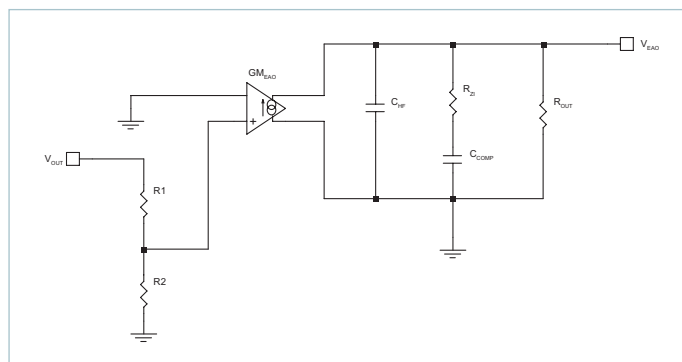 GM_EAO
V_EAO
C_HF
R_ZI
R_OUT
C_COMP
+
V_OUT
R1
R2